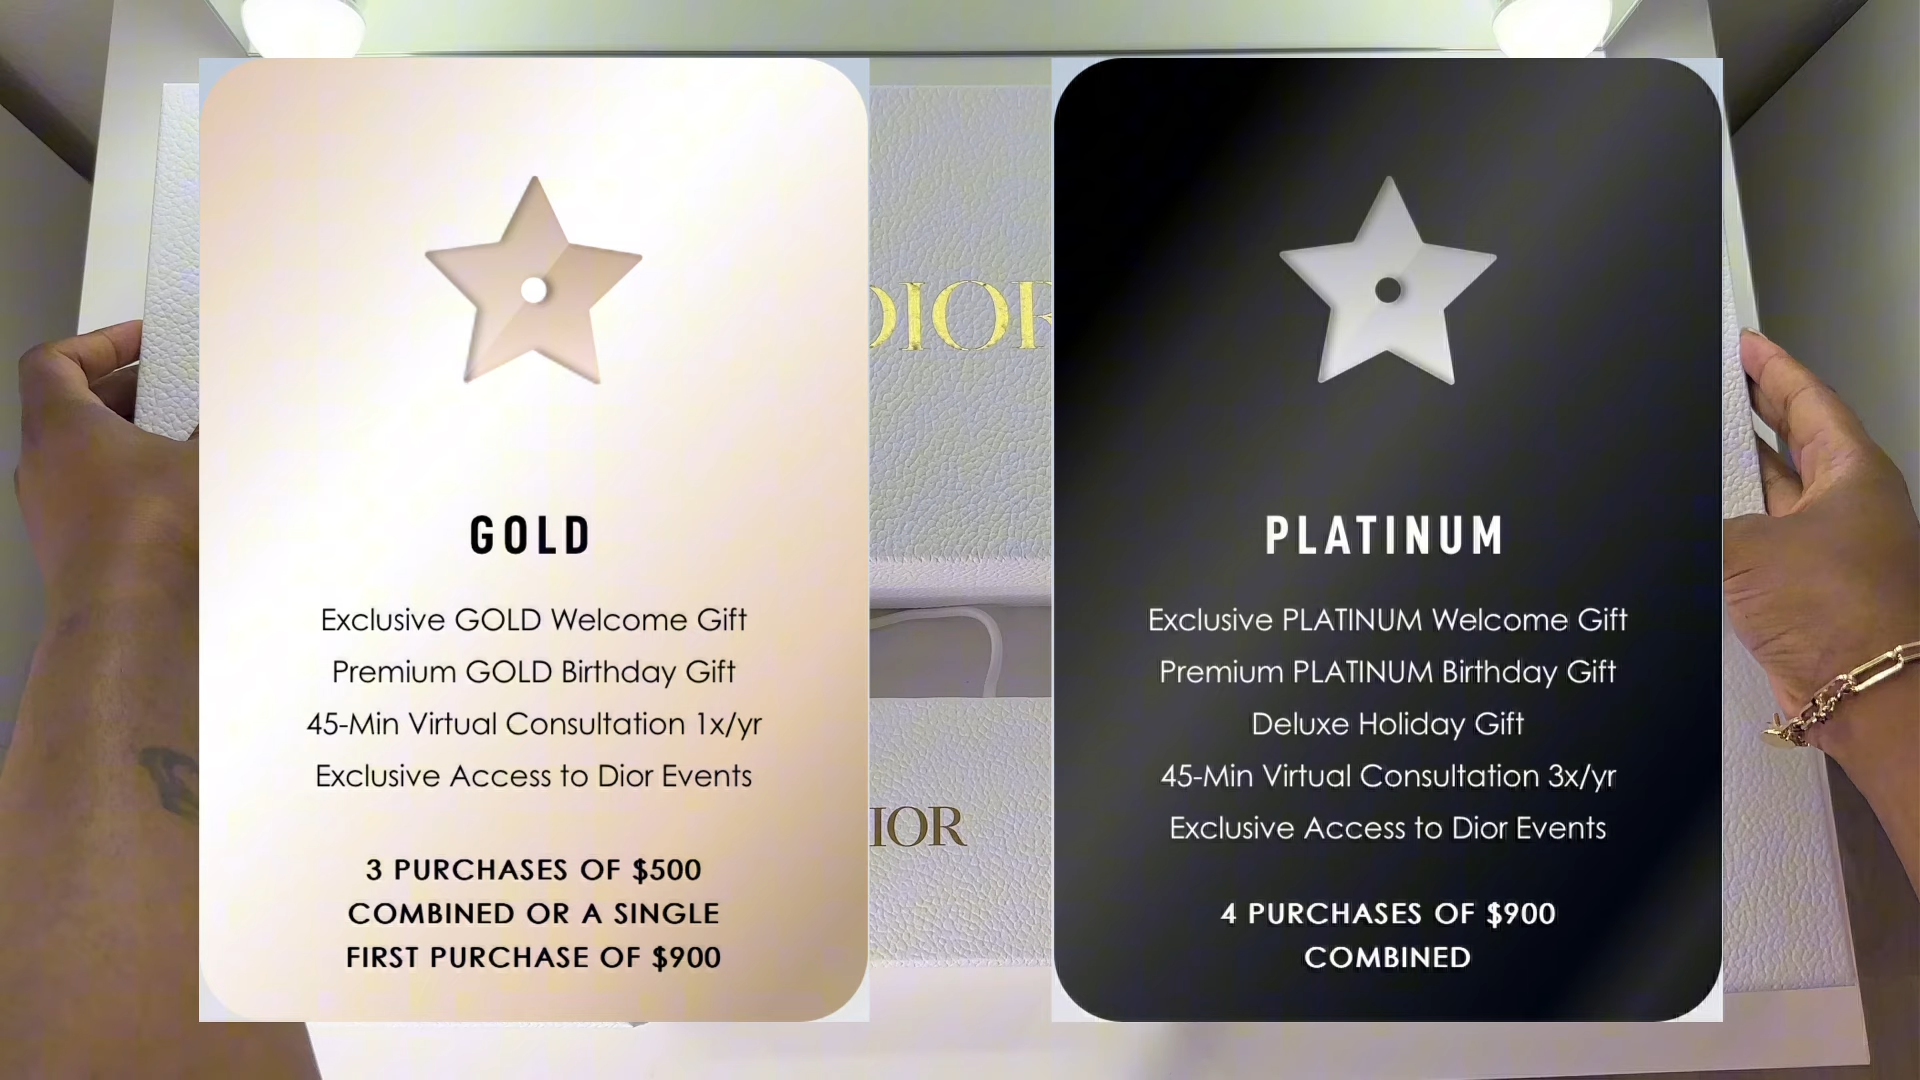 GOLD
Exclusive GOLD Welcome Gift
Premium GOLD Birthday Gift
45-Min Virtual Consultation 1x/yr
Exclusive Access to Dior Events
3 PURCHASES OF $500
COMBINED OR A SINGLE
FIRST PURCHASE OF $900
DIOR
IOR
PLATINUM
Exclusive PLATINUM Welcome Gift
Premium PLATINUM Birthday Gift
Deluxe Holiday Gift
45-Min Virtual Consultation 3x/yr
Exclusive Access to Dior Events
4 PURCHASES OF $900
COMBINED